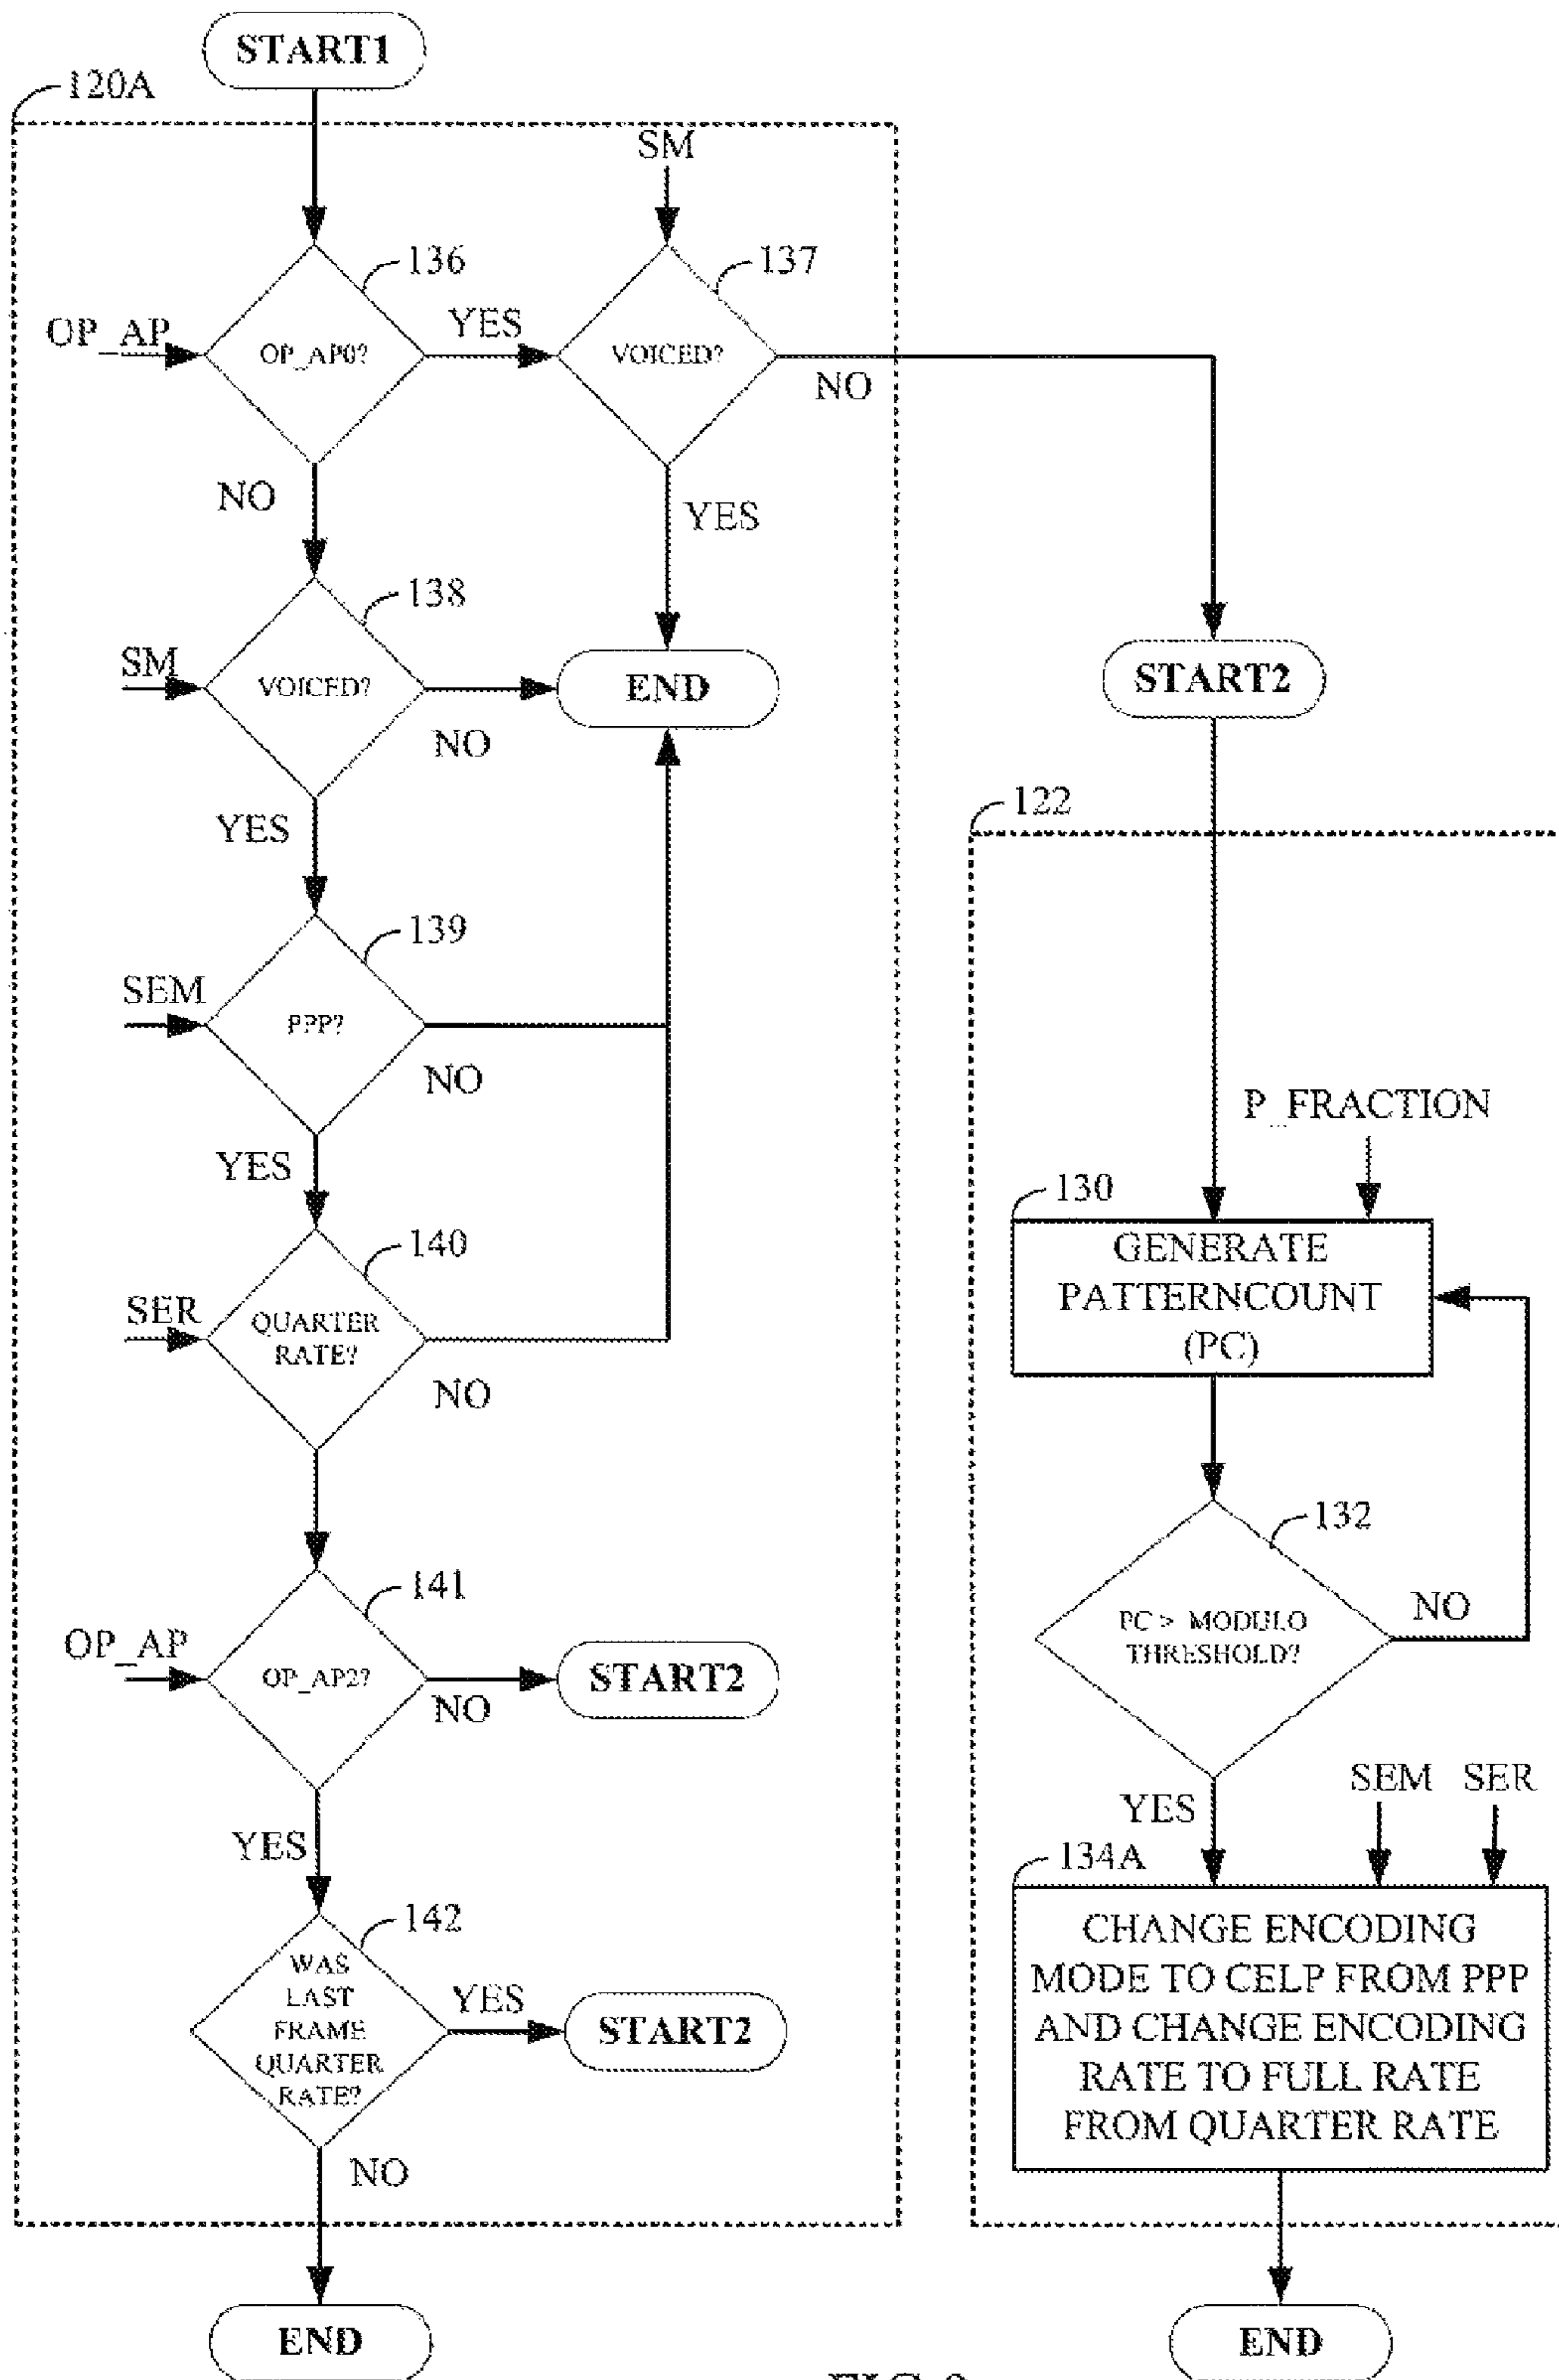 START1
120A
SM
136
137
OP_AP
OP_AP0?
YES
VOICED?
NO
NO
YES
138
SM
VOICED?
NO
END
START2
YES
122
139
SEM
PPP?
NO
P_FRACTION
YES
130
140
GENERATE
PATTERNCOUNT
(PC)
SER
QUARTER
RATE?
NO
132
141
PC > MODULO
THRESHOLD?
NO
OP_AP
OP_AP2?
NO
START2
SEM
SER
YES
YES
134A
142
WAS
LAST
FRAME
QUARTER
RATE?
YES
START2
CHANGE ENCODING
MODE TO CELP FROM PPP
AND CHANGE ENCODING
RATE TO FULL RATE
FROM QUARTER RATE
NO
END
END